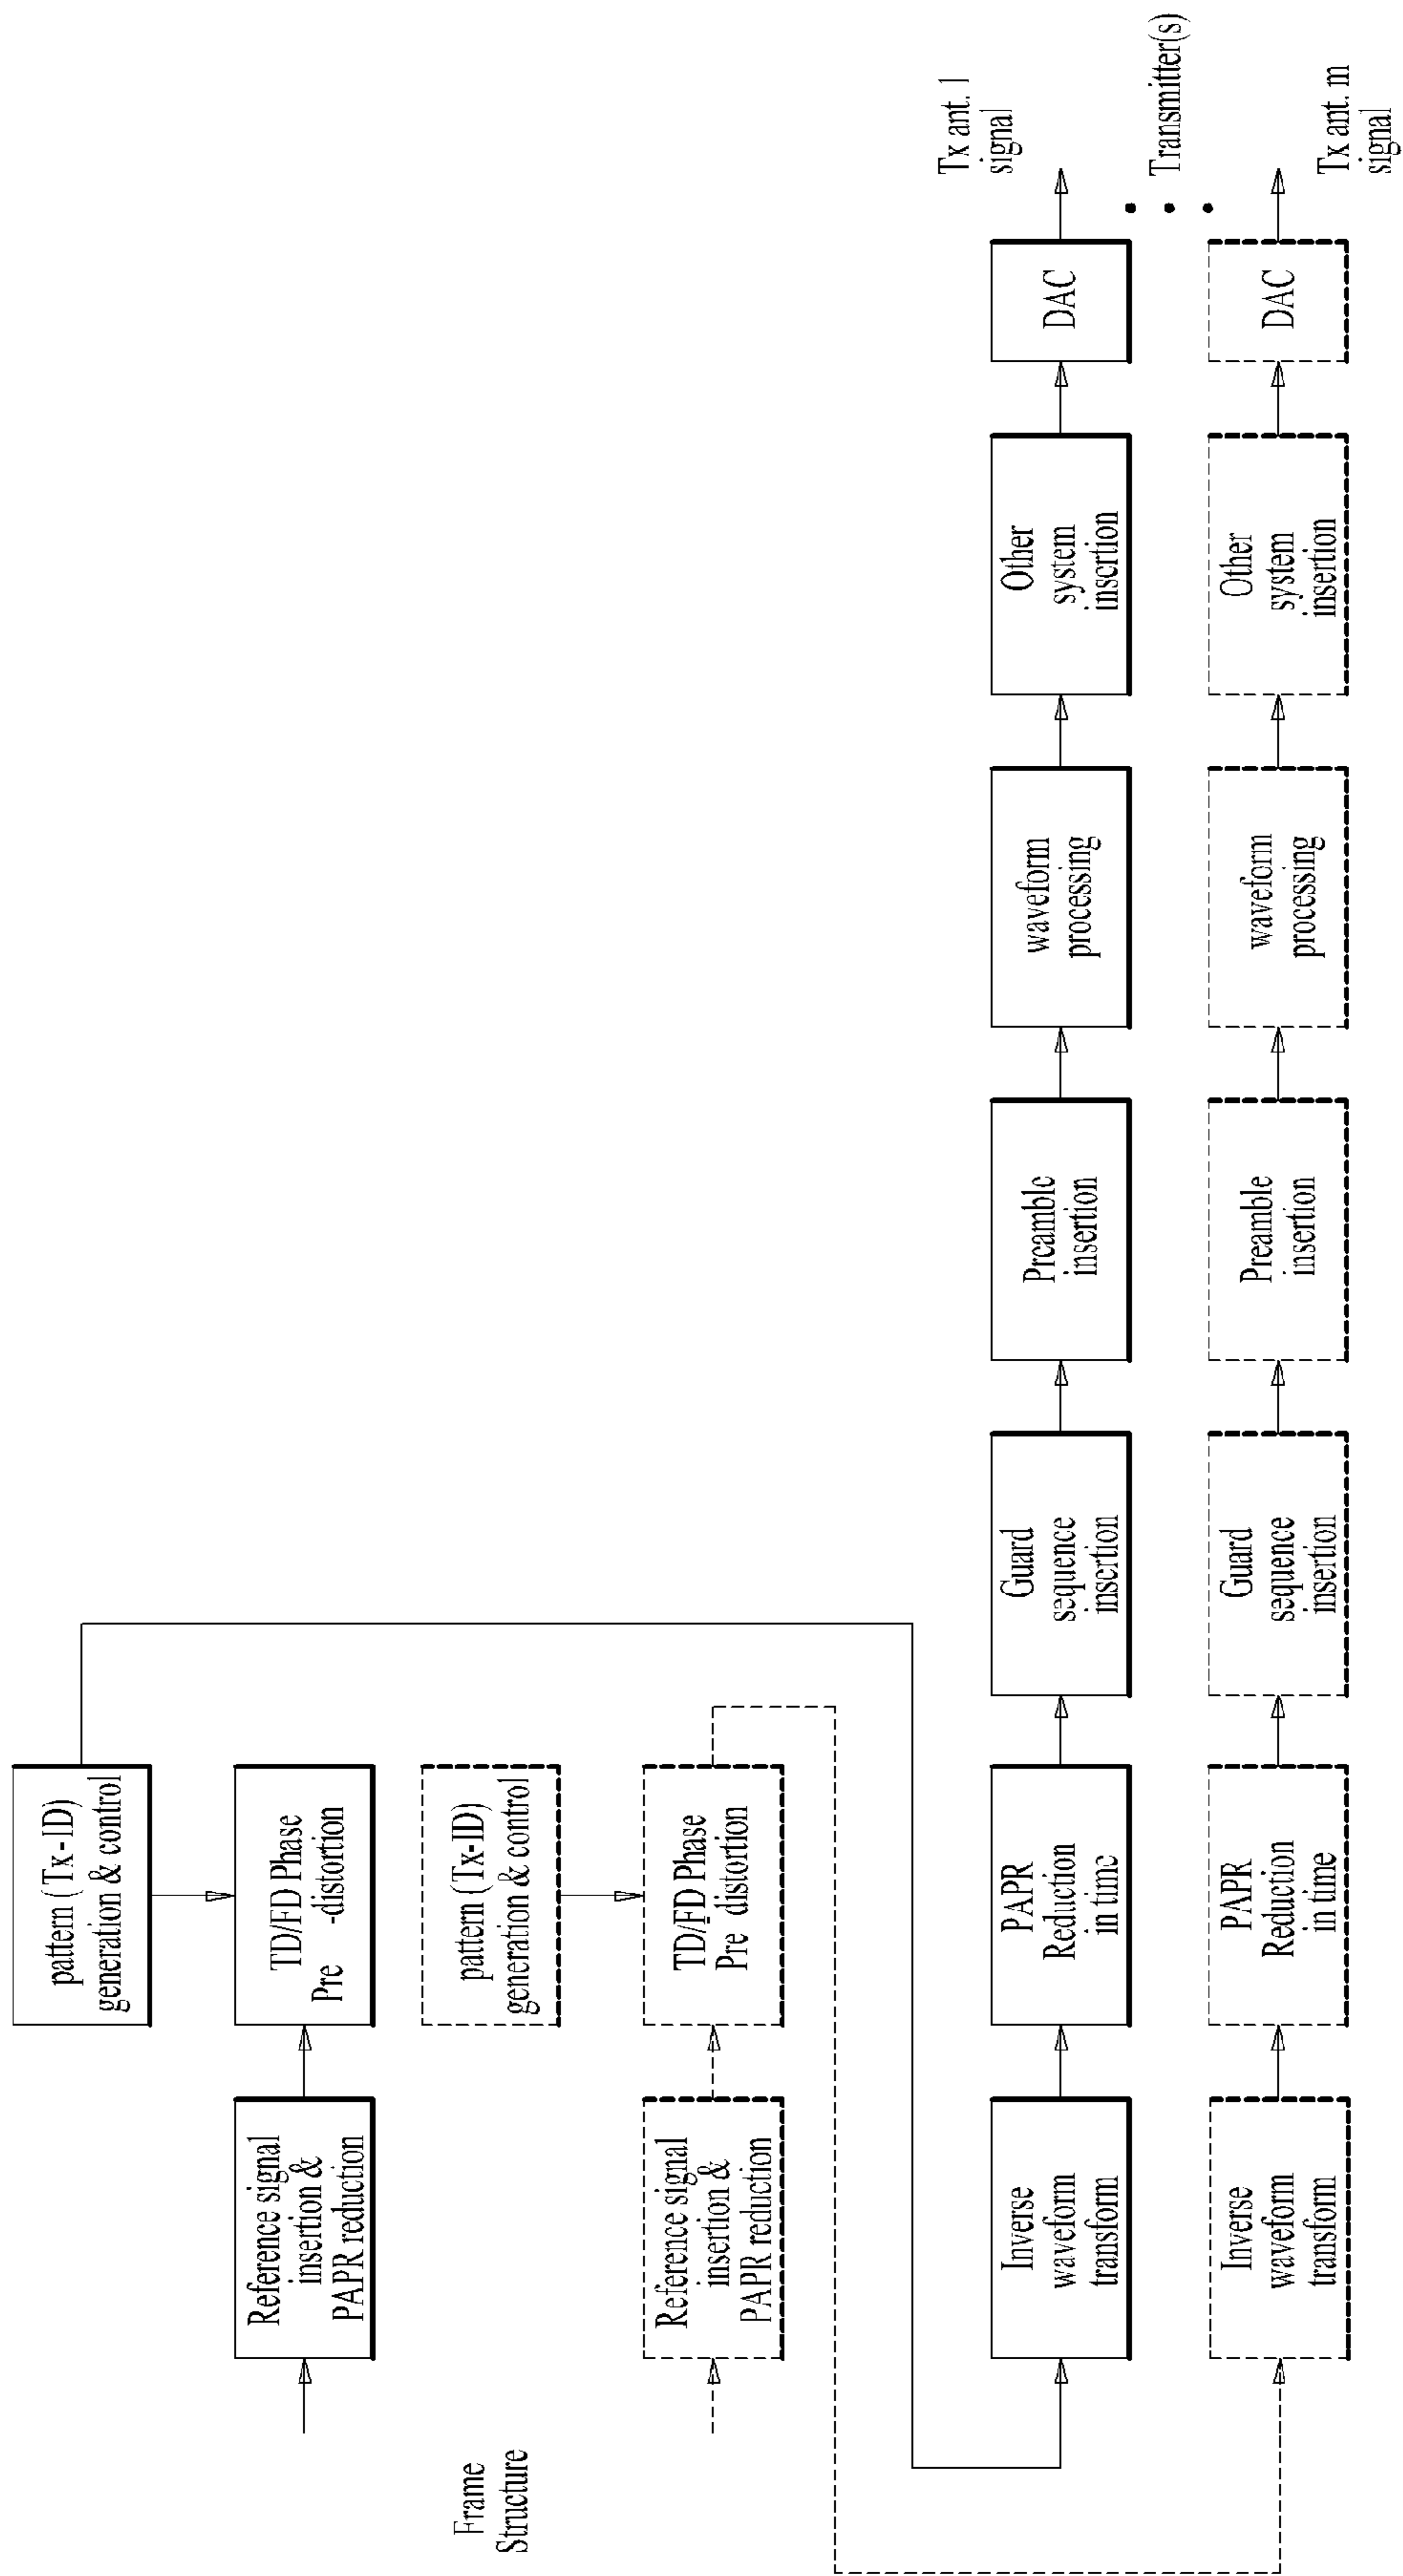 pattern (Tx-ID)
generation & control
Reference signal
insertion &
PAPR reduction
TD/FD Phase
Pre -distortion
Frame
Structure
pattern (Tx-ID)
generation & control
Reference signal
insertion &
PAPR reduction
TD/FD Phase
Pre distortion
Inverse
waveform
transform
PAPR
Reduction
in time
Guard
sequence
insertion
Preamble
insertion
waveform
processing
Other
system
insertion
DAC
Tx ant. 1
signal
Transmitter(s)
Inverse
waveform
transform
PAPR
Reduction
in time
Guard
sequence
insertion
Preamble
insertion
waveform
processing
Other
system
insertion
DAC
Tx ant. m
signal